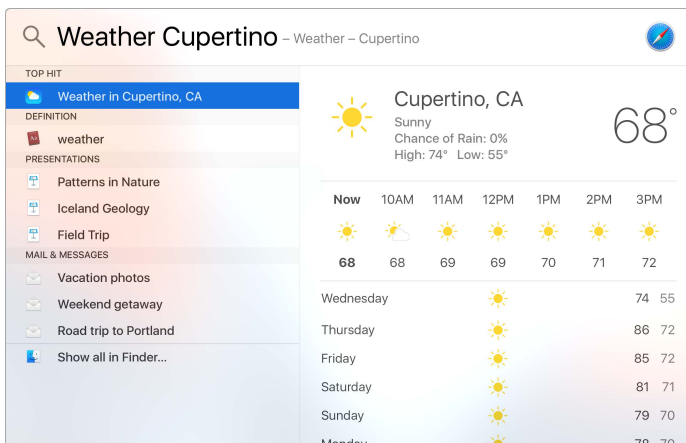 Weather Cupertino – Weather – Cupertino
TOP HIT
Weather in Cupertino, CA
DEFINITION
weather
PRESENTATIONS
Patterns in Nature
Iceland Geology
Field Trip
MAIL & MESSAGES
Vacation photos
Weekend getaway
Road trip to Portland
Show all in Finder...
Cupertino, CA
Sunny
Chance of Rain: 0%
High: 74° Low: 55°
68°
Now 10AM 11AM 12PM 1PM 2PM 3PM
68 68 69 69 70 71 72
Wednesday 74 55
Thursday 86 72
Friday 85 72
Saturday 81 71
Sunday 79 70
Monday 78 70